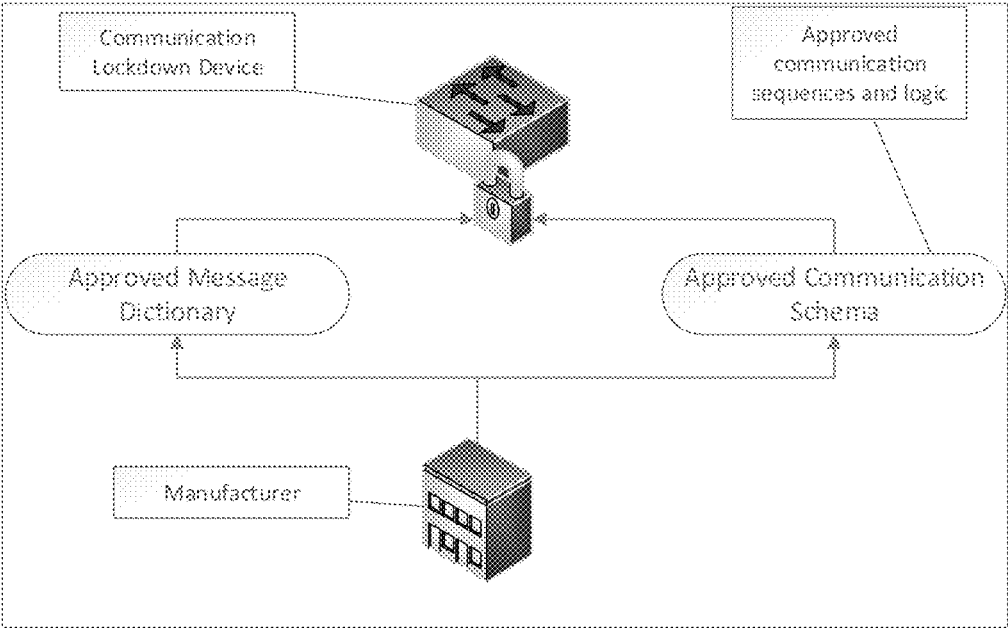 Communication
Lockdown Device
Approved
communication
sequences and logic
Approved Message
Dictionary
Approved Communication
Schema
Manufacturer